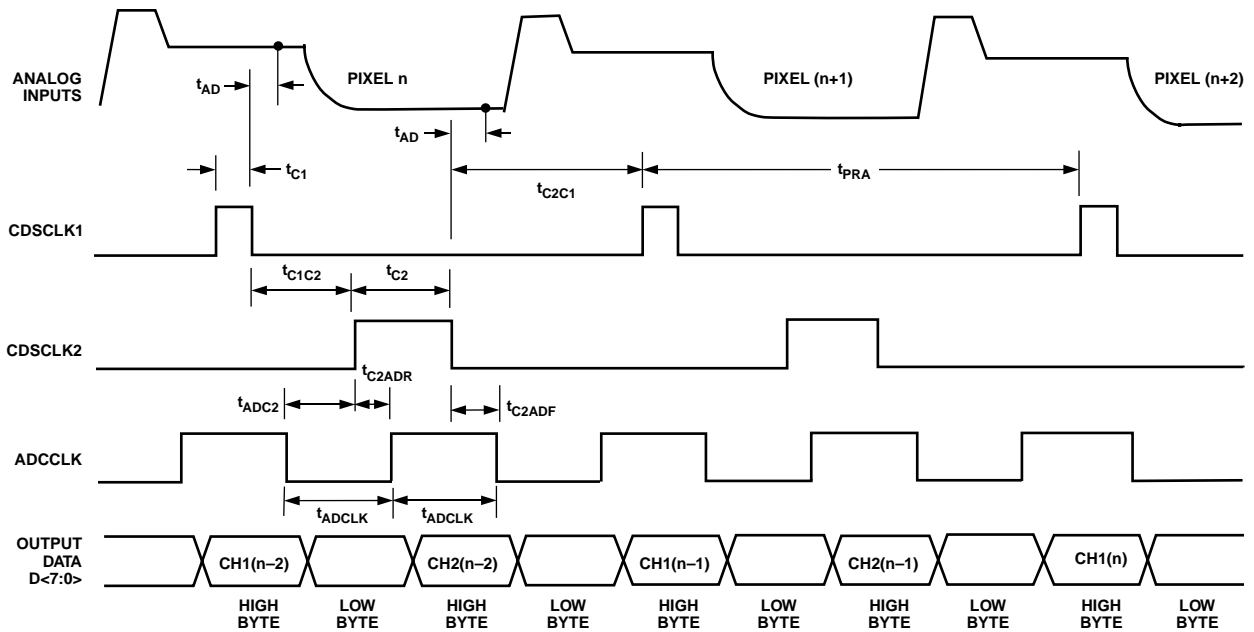 ANALOG
INPUTS
PIXEL n
PIXEL (n+1)
PIXEL (n+2)
tAD
tAD
tC1
tC2C1
tPRA
CDSCLK1
tC1C2
tC2
CDSCLK2
tC2ADR
tADC2
tC2ADF
ADCCLK
tADCLK
tADCLK
OUTPUT
DATA
D<7:0>
CH1(n–2)
CH2(n–2)
CH1(n–1)
CH2(n–1)
CH1(n)
HIGH
BYTE
LOW
BYTE
HIGH
BYTE
LOW
BYTE
HIGH
BYTE
LOW
BYTE
HIGH
BYTE
LOW
BYTE
HIGH
BYTE
LOW
BYTE